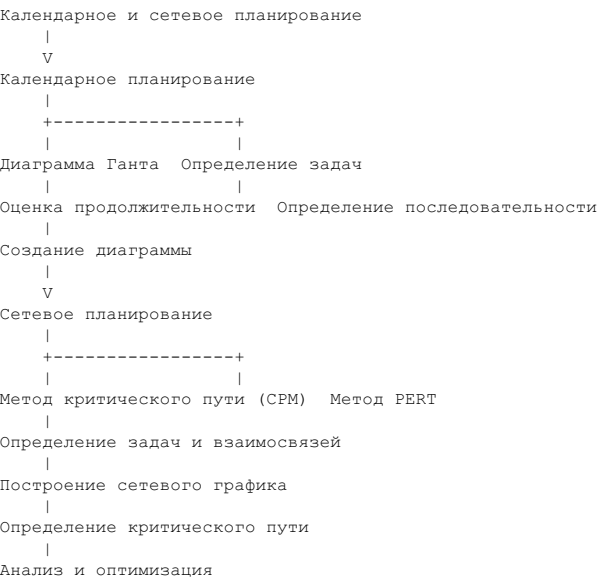 Календарное и сетевое планирование
    |
    V
Календарное планирование
    |
    +-----------------+
    |                 |
Диаграмма Ганта  Определение задач
    |                 |
Оценка продолжительности  Определение последовательности
    |
Создание диаграммы
    |
    V
Сетевое планирование
    |
    +-----------------+
    |                 |
Метод критического пути (CPM)  Метод PERT
    |
Определение задач и взаимосвязей
    |
Построение сетевого графика
    |
Определение критического пути
    |
Анализ и оптимизация